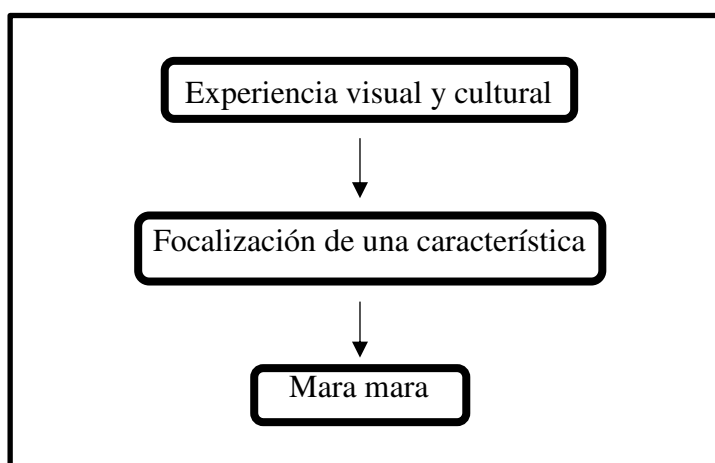 Experiencia visual y cultural
Focalización de una característica
Mara mara